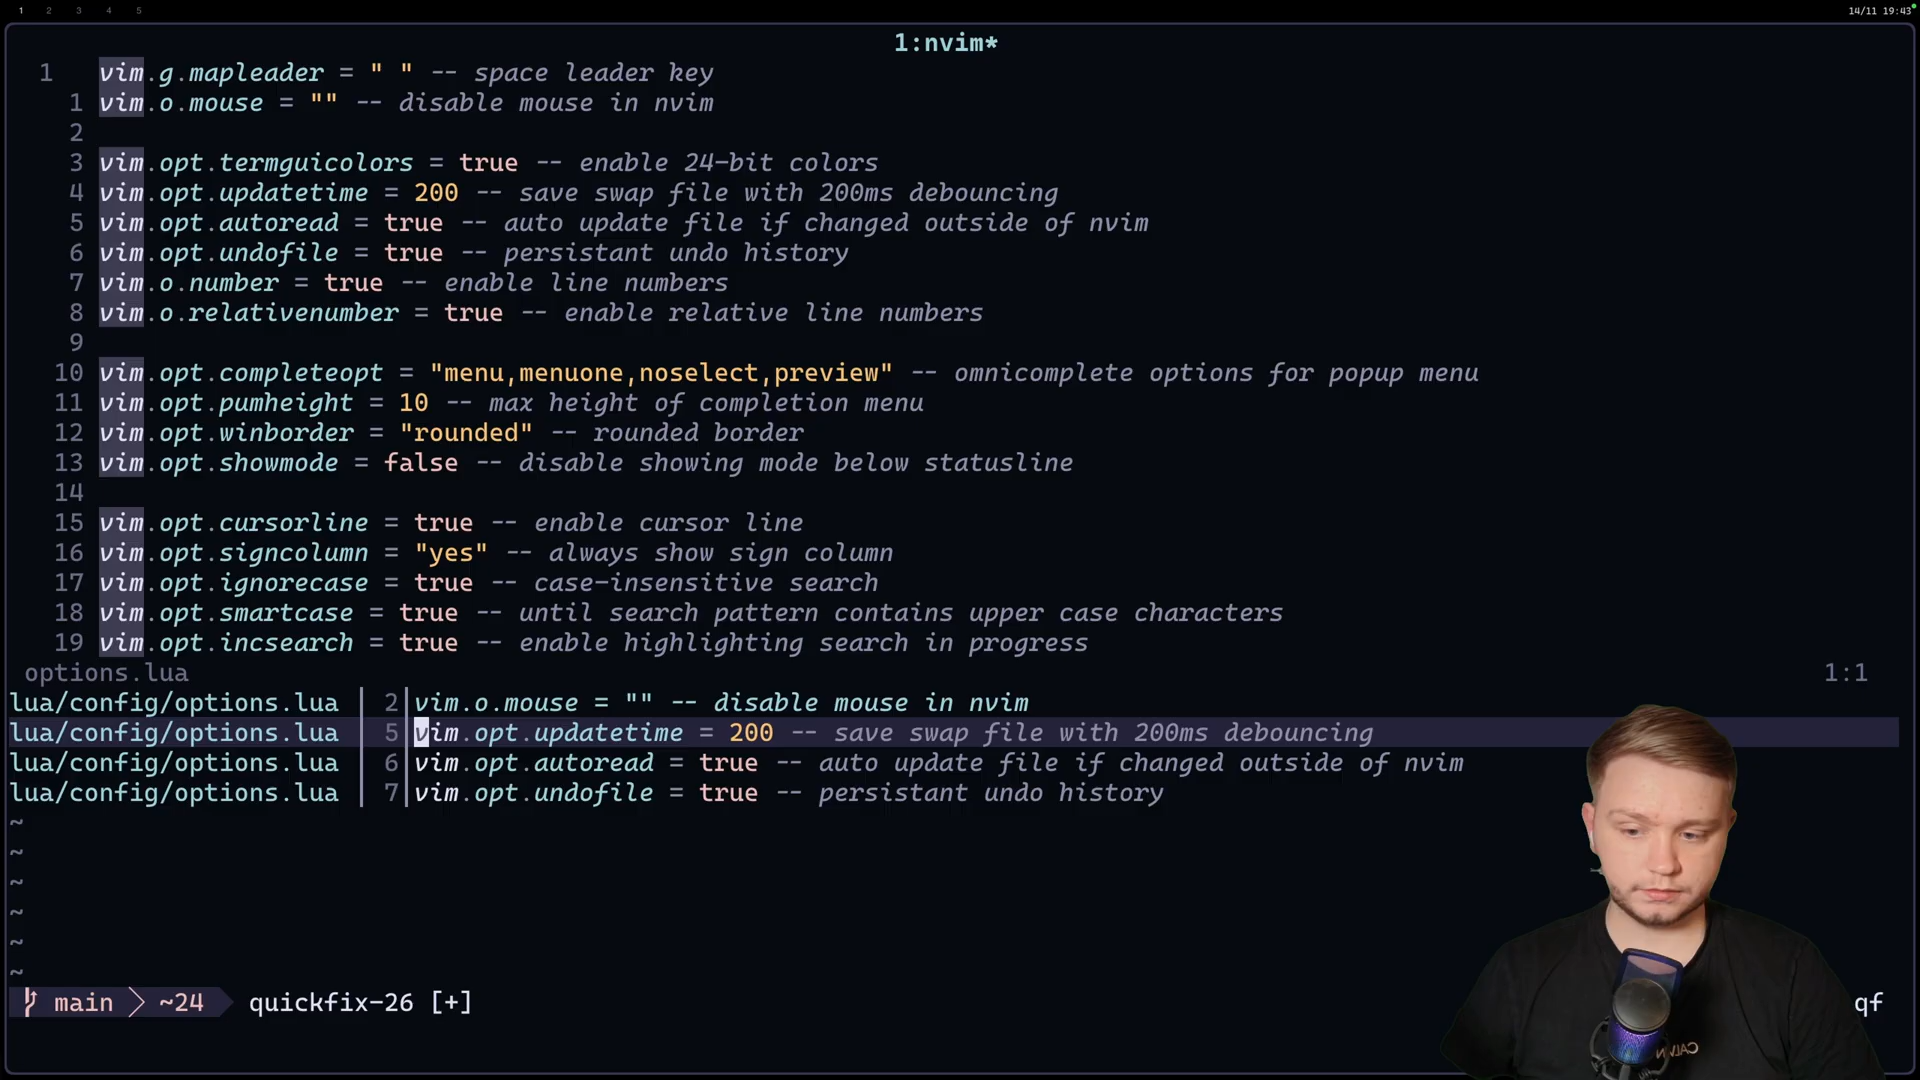 1 2 3 4 5 14/11 19:43
1:nvim*
1 vim.g.mapleader = " " -- space leader key
1 vim.o.mouse = "" -- disable mouse in nvim
2
3 vim.opt.termguicolors = true -- enable 24-bit colors
4 vim.opt.updatetime = 200 -- save swap file with 200ms debouncing
5 vim.opt.autoread = true -- auto update file if changed outside of nvim
6 vim.opt.undofile = true -- persistant undo history
7 vim.o.number = true -- enable line numbers
8 vim.o.relativenumber = true -- enable relative line numbers
9
10 vim.opt.completeopt = "menu,menuone,noselect,preview" -- omnicomplete options for popup menu
11 vim.opt.pumheight = 10 -- max height of completion menu
12 vim.opt.winborder = "rounded" -- rounded border
13 vim.opt.showmode = false -- disable showing mode below statusline
14
15 vim.opt.cursorline = true -- enable cursor line
16 vim.opt.signcolumn = "yes" -- always show sign column
17 vim.opt.ignorecase = true -- case-insensitive search
18 vim.opt.smartcase = true -- until search pattern contains upper case characters
19 vim.opt.incsearch = true -- enable highlighting search in progress
options.lua 1:1
lua/config/options.lua │ 2│vim.o.mouse = "" -- disable mouse in nvim
lua/config/options.lua │ 5│vim.opt.updatetime = 200 -- save swap file with 200ms debouncing
lua/config/options.lua │ 6│vim.opt.autoread = true -- auto update file if changed outside of nvim
lua/config/options.lua │ 7│vim.opt.undofile = true -- persistant undo history
~
~
~
~
~
~
main ~24 quickfix-26 [+] qf